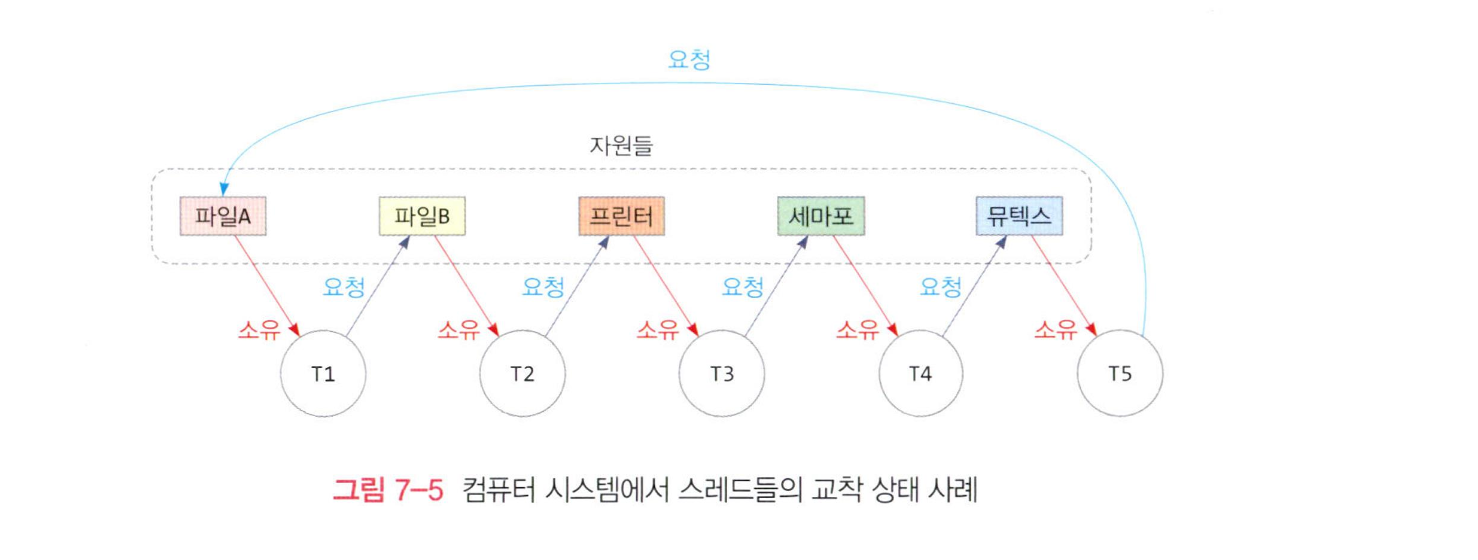 요청
자원들
파일A 파일B 프린터 세마포 뮤텍스
요청 요청 요청 요청
소유 소유 소유 소유 소유
T1 T2 T3 T4 T5
그림 7-5 컴퓨터 시스템에서 스레드들의 교착 상태 사례